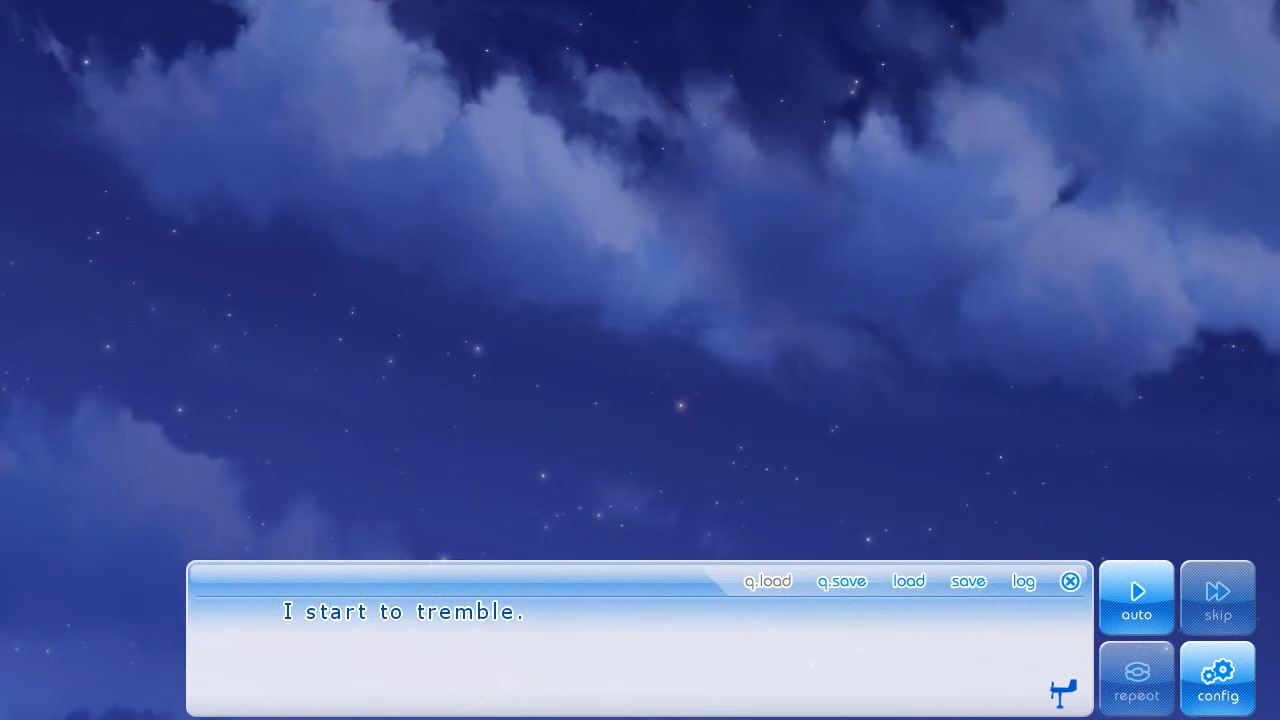 q.load q.save load save log
I start to tremble.
auto skip
repeat config